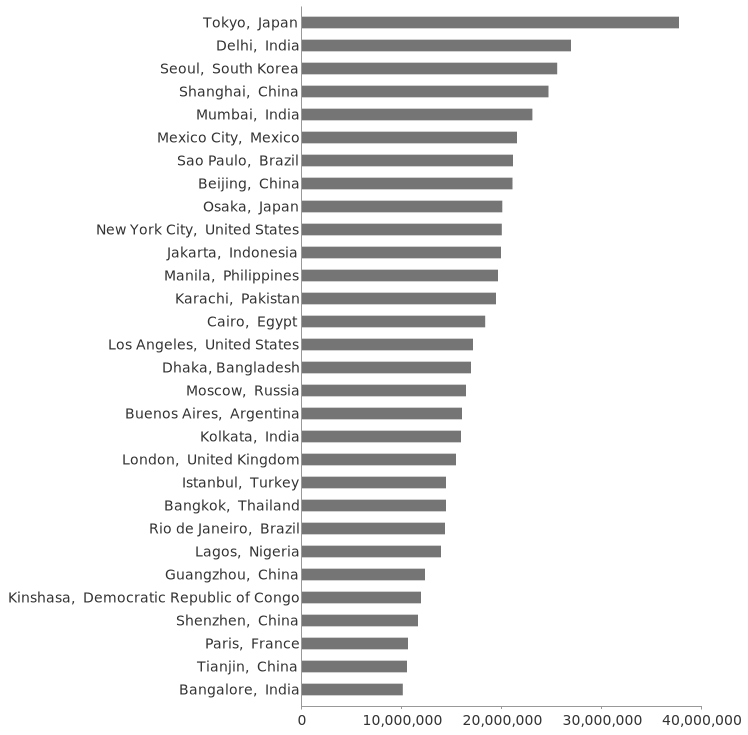 Tokyo, Japan
Delhi, India
Seoul, South Korea
Shanghai, China
Mumbai, India
Mexico City, Mexico
Sao Paulo, Brazil
Beijing, China
Osaka, Japan
New York City, United States
Jakarta, Indonesia
Manila, Philippines
Karachi, Pakistan
Cairo, Egypt
Los Angeles, United States
Dhaka, Bangladesh
Moscow, Russia
Buenos Aires, Argentina
Kolkata, India
London, United Kingdom
Istanbul, Turkey
Bangkok, Thailand
Rio de Janeiro, Brazil
Lagos, Nigeria
Guangzhou, China
Kinshasa, Democratic Republic of Congo
Shenzhen, China
Paris, France
Tianjin, China
Bangalore, India
0 10,000,000 20,000,000 30,000,000 40,000,000